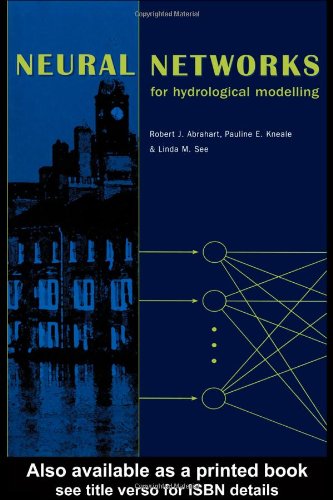 NEURAL NETWORKS
for hydrological modelling
Robert J. Abrahart, Pauline E. Kneale
& Linda M. See
Also available as a printed book
see title verso for ISBN details